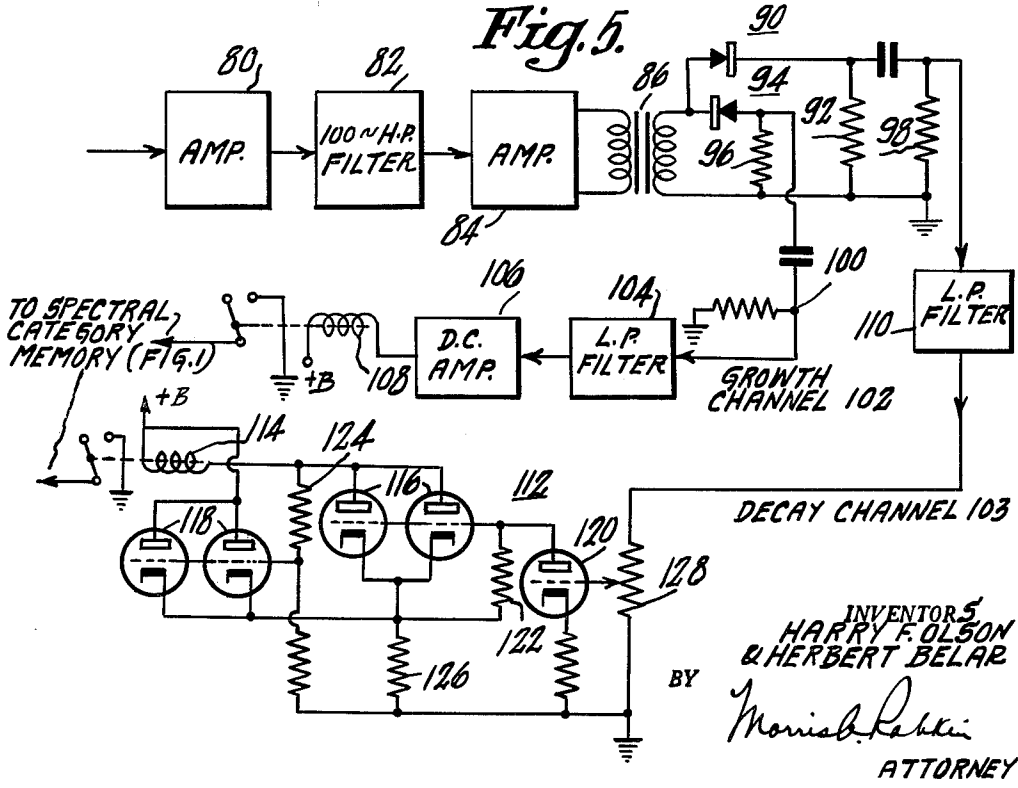 Fig. 5.
80
82
84
86
90
92
94
96
98
AMP.
100~H.P.
FILTER
AMP.
100
TO SPECTRAL
CATEGORY
MEMORY (FIG.1)
+B
108
106
D.C.
AMP.
104
L.P.
FILTER
GROWTH
CHANNEL 102
110
L.P.
FILTER
+B
114
124
116
112
118
120
DECAY CHANNEL 103
128
122
126
INVENTORS
HARRY F. OLSON
& HERBERT BELAR
BY
Morris A. Rabkin
ATTORNEY